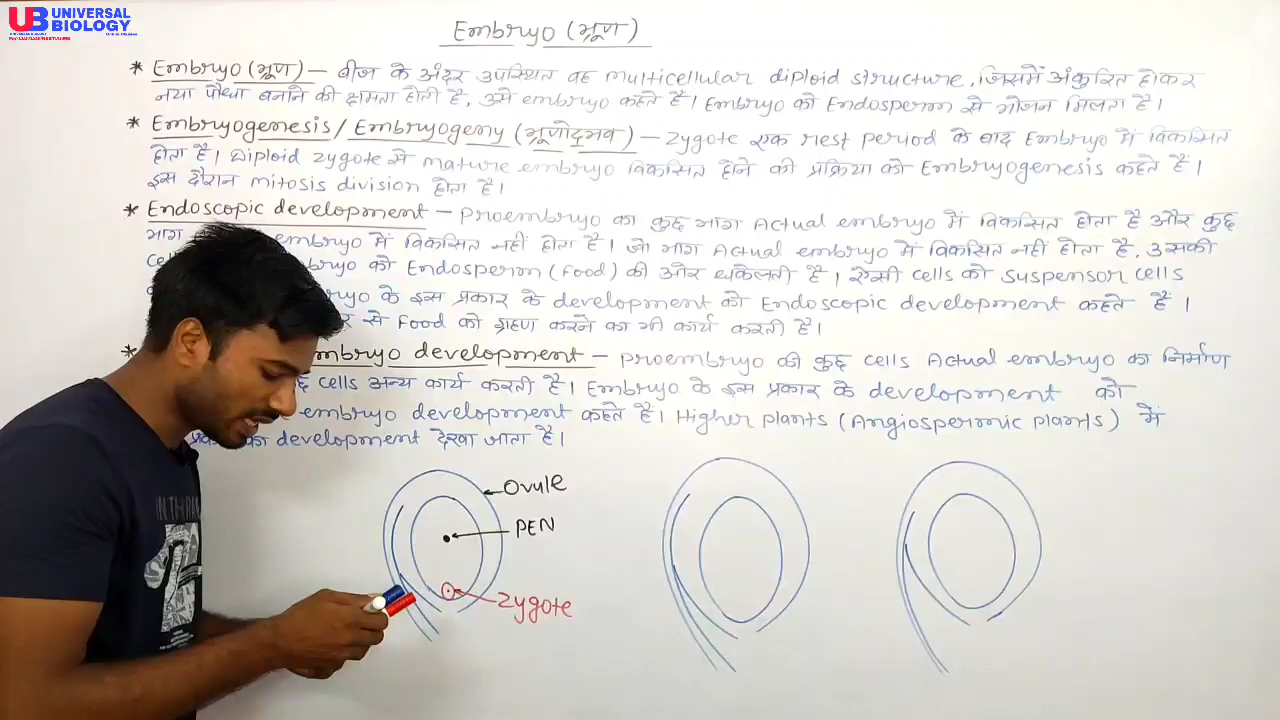 UB UNIVERSAL BIOLOGY
Embryo (भ्रूण)
* Embryo (भ्रूण) – बीज के अंदर उपस्थित वह multicellular diploid structure, जिसमें अंकुरित होकर
नया पौधा बनाने की क्षमता होती है, उसे embryo कहते है। Embryo को Endosperm से भोजन मिलता है।
* Embryogenesis / Embryogeny (भ्रूणोद्भव) – Zygote एक rest period के बाद Embryo में विकसित
होता है। Diploid zygote से mature embryo विकसित होने की प्रक्रिया को Embryogenesis कहते है।
इस दौरान mitosis division होता है।
* Endoscopic development – Proembryo का कुछ भाग Actual embryo में विकसित होता है और कुछ
भाग embryo में विकसित नहीं होता है। जो भाग Actual embryo में विकसित नहीं होता है, उसकी
को Endosperm (Food) की ओर धकेलती है। ऐसी cells को suspensor cells
के इस प्रकार के development को Endoscopic development कहते है।
से Food को ग्रहण करने का भी कार्य करती है।
* mbryo development – Proembryo की कुछ cells Actual embryo का निर्माण
cells अन्य कार्य करती है। Embryo के इस प्रकार के development को
embryo development कहते है। Higher plants (Angiospermic plants) में
का development देखा जाता है।
Ovule
PEN
Zygote